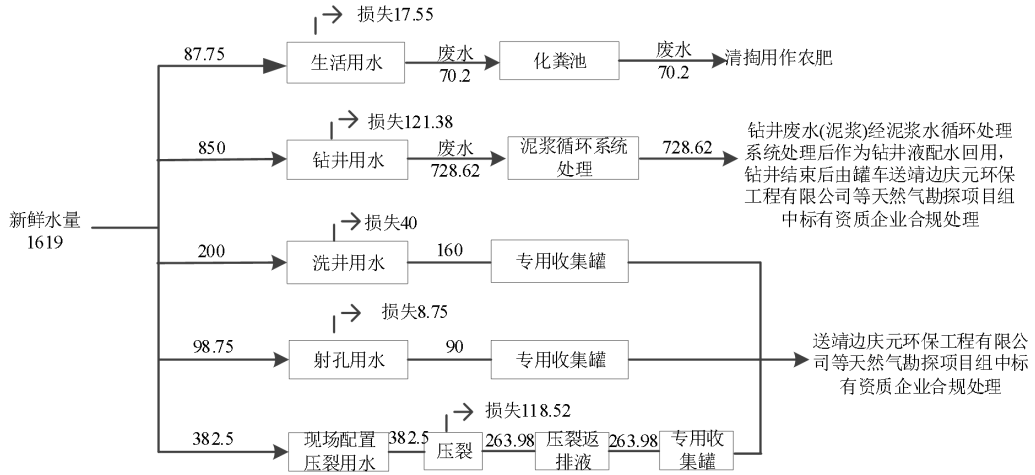 损失17.55
87.75
生活用水
废水
70.2
化粪池
废水
70.2
清掏用作农肥
损失121.38
850
钻井用水
废水
728.62
泥浆循环系统
处理
728.62
钻井废水(泥浆)经泥浆水循环处理
系统处理后作为钻井液配水回用，
钻井结束后由罐车送靖边庆元环保
工程有限公司等天然气勘探项目组
中标有资质企业合规处理
新鲜水量
1619
损失40
200
洗井用水
160
专用收集罐
损失8.75
98.75
射孔用水
90
专用收集罐
送靖边庆元环保工程有限公
司等天然气勘探项目组中标
有资质企业合规处理
损失118.52
382.5
现场配置
压裂用水
382.5
压裂
263.98
压裂返
排液
263.98
专用收
集罐